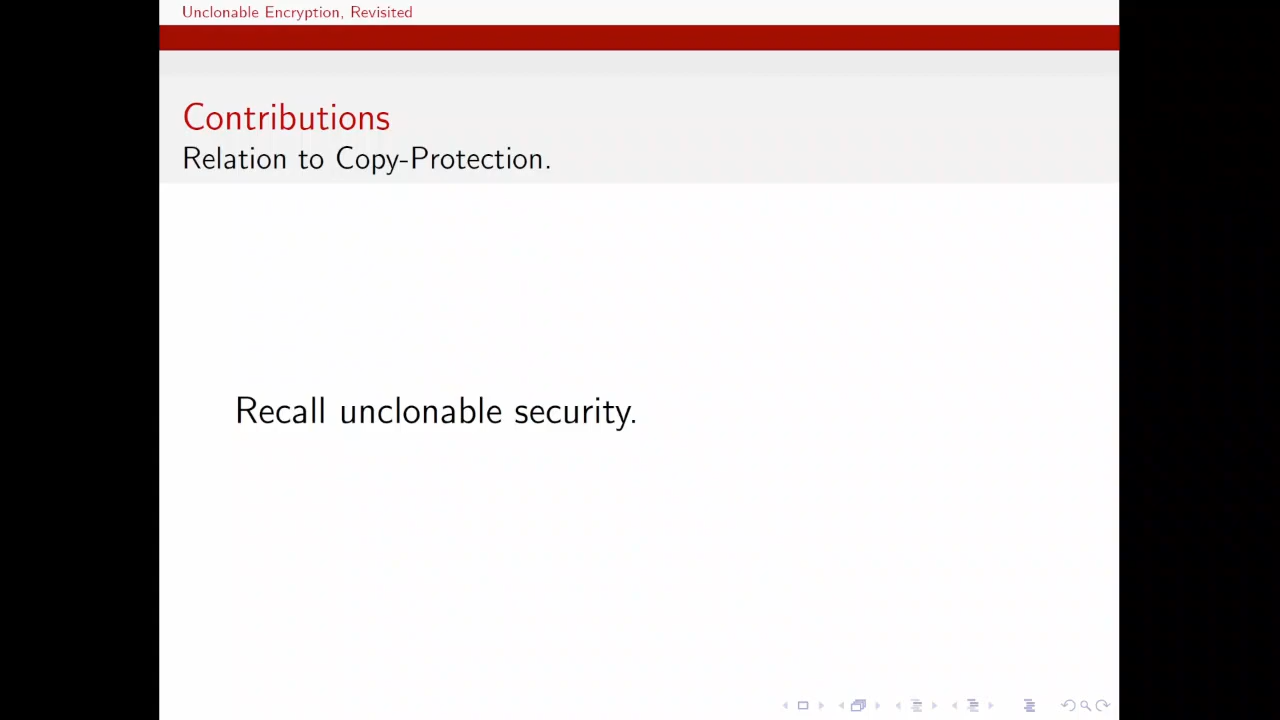 Unclonable Encryption, Revisited
Contributions
Relation to Copy-Protection.
Recall unclonable security.